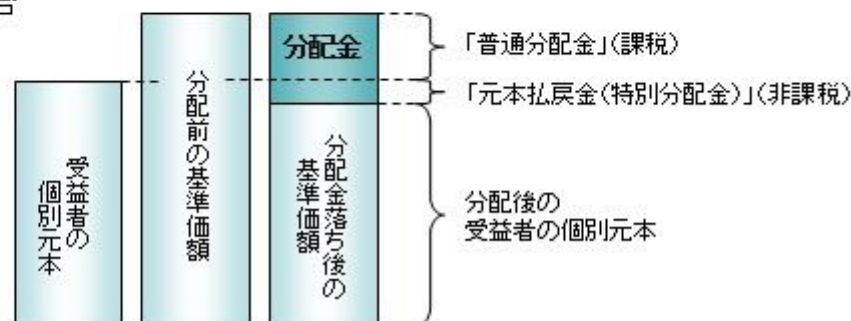 分配金
「普通分配金」(課税)
「元本払戻金(特別分配金)」(非課税)
受益者の
個別元本
分配前の基準価額
分配金落ち後の
基準価額
分配後の
受益者の個別元本